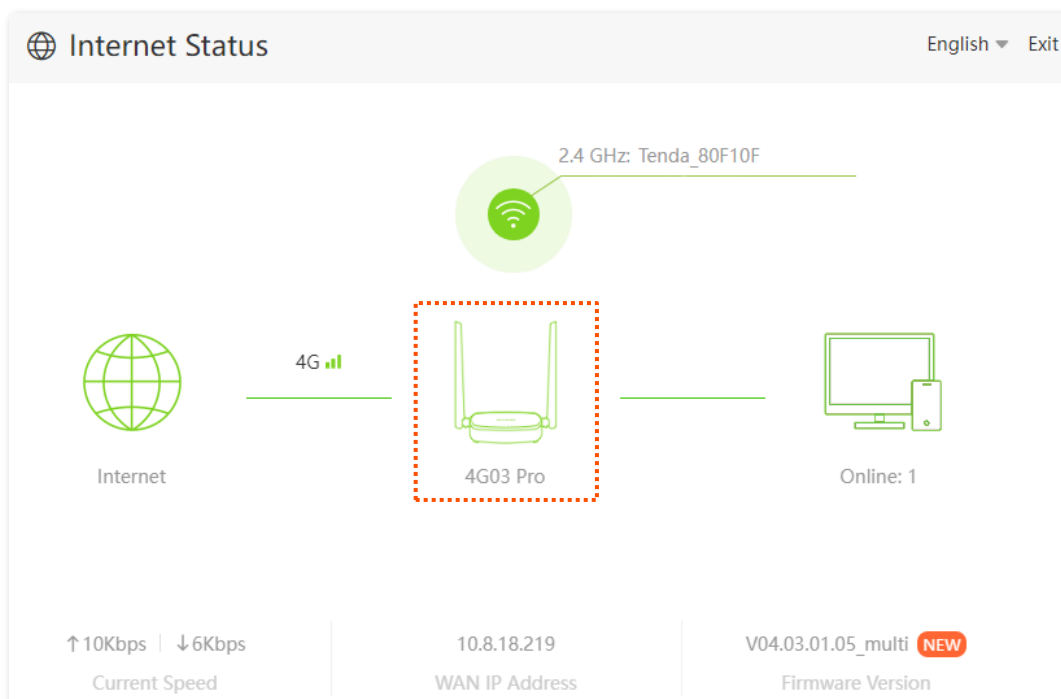 Internet Status
English Exit
2.4 GHz: Tenda_80F10F
4G
Internet
4G03 Pro
Online: 1
↑10Kbps ↓6Kbps
10.8.18.219
V04.03.01.05_multi NEW
Current Speed
WAN IP Address
Firmware Version